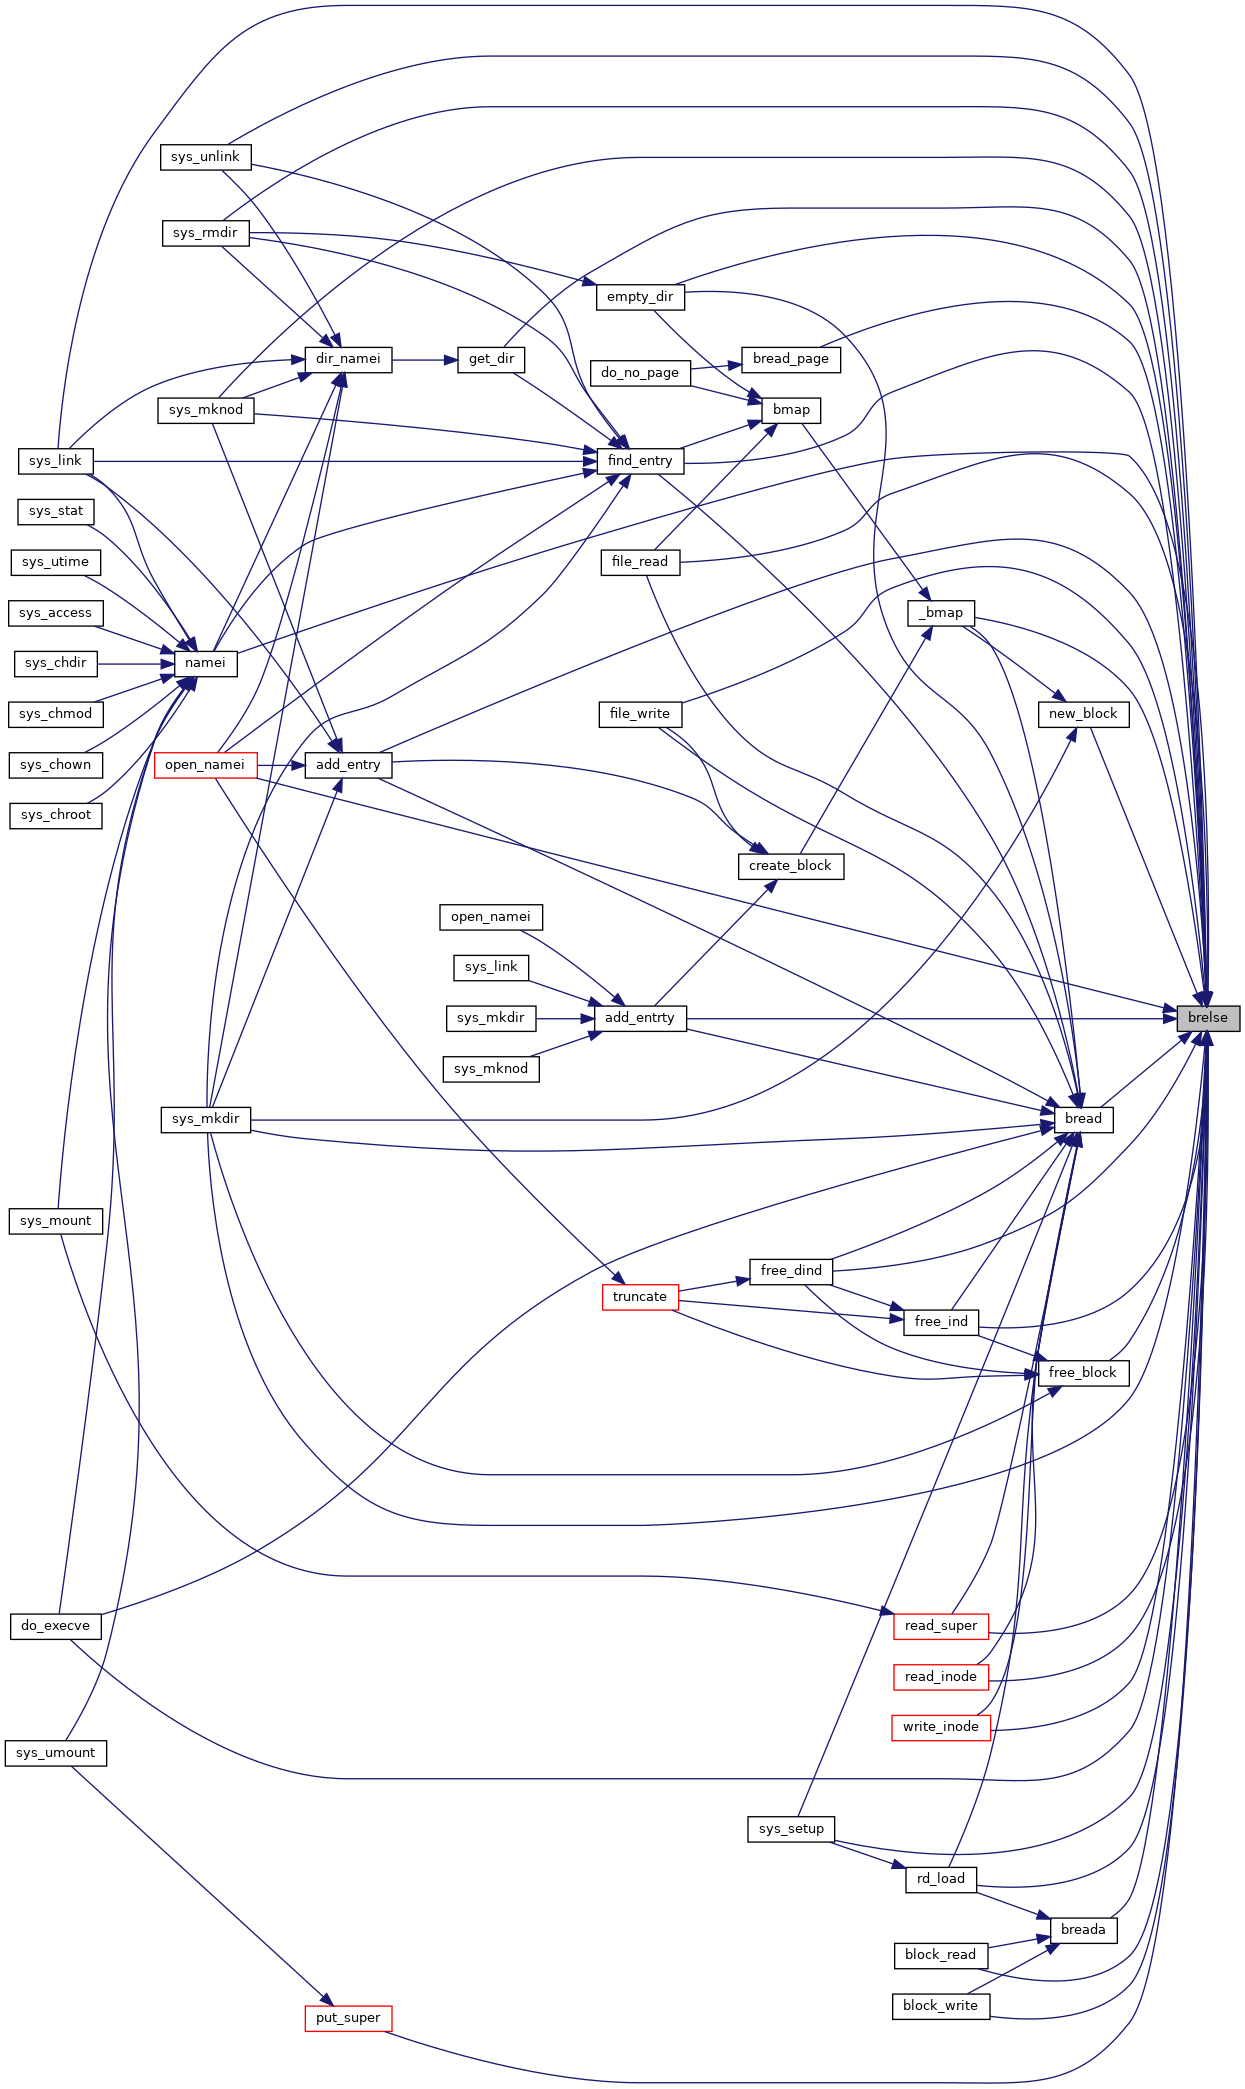 sys_unlink
sys_rmdir
empty_dir
dir_namei
get_dir
bread_page
do_no_page
sys_mknod
bmap
sys_link
find_entry
sys_stat
sys_utime
file_read
sys_access
_bmap
sys_chdir
namei
sys_chmod
file_write
new_block
sys_chown
open_namei
add_entry
sys_chroot
create_block
open_namei
sys_link
sys_mkdir
add_entrty
brelse
sys_mknod
sys_mkdir
bread
sys_mount
free_dind
truncate
free_ind
free_block
do_execve
read_super
read_inode
write_inode
sys_umount
sys_setup
rd_load
breada
block_read
block_write
put_super